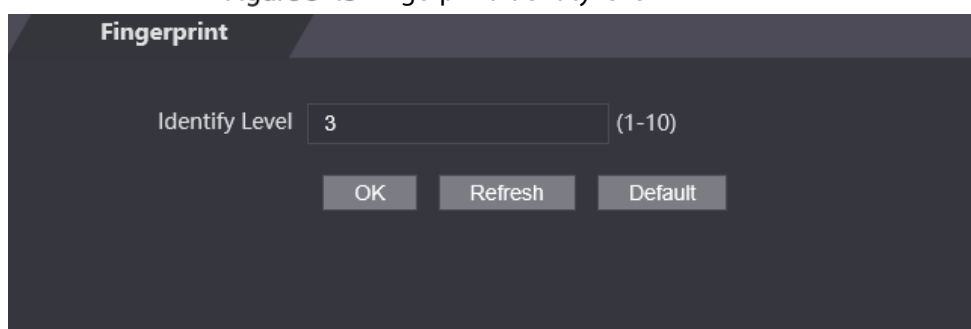 Fingerprint
Identify Level 3 (1-10)
OK Refresh Default